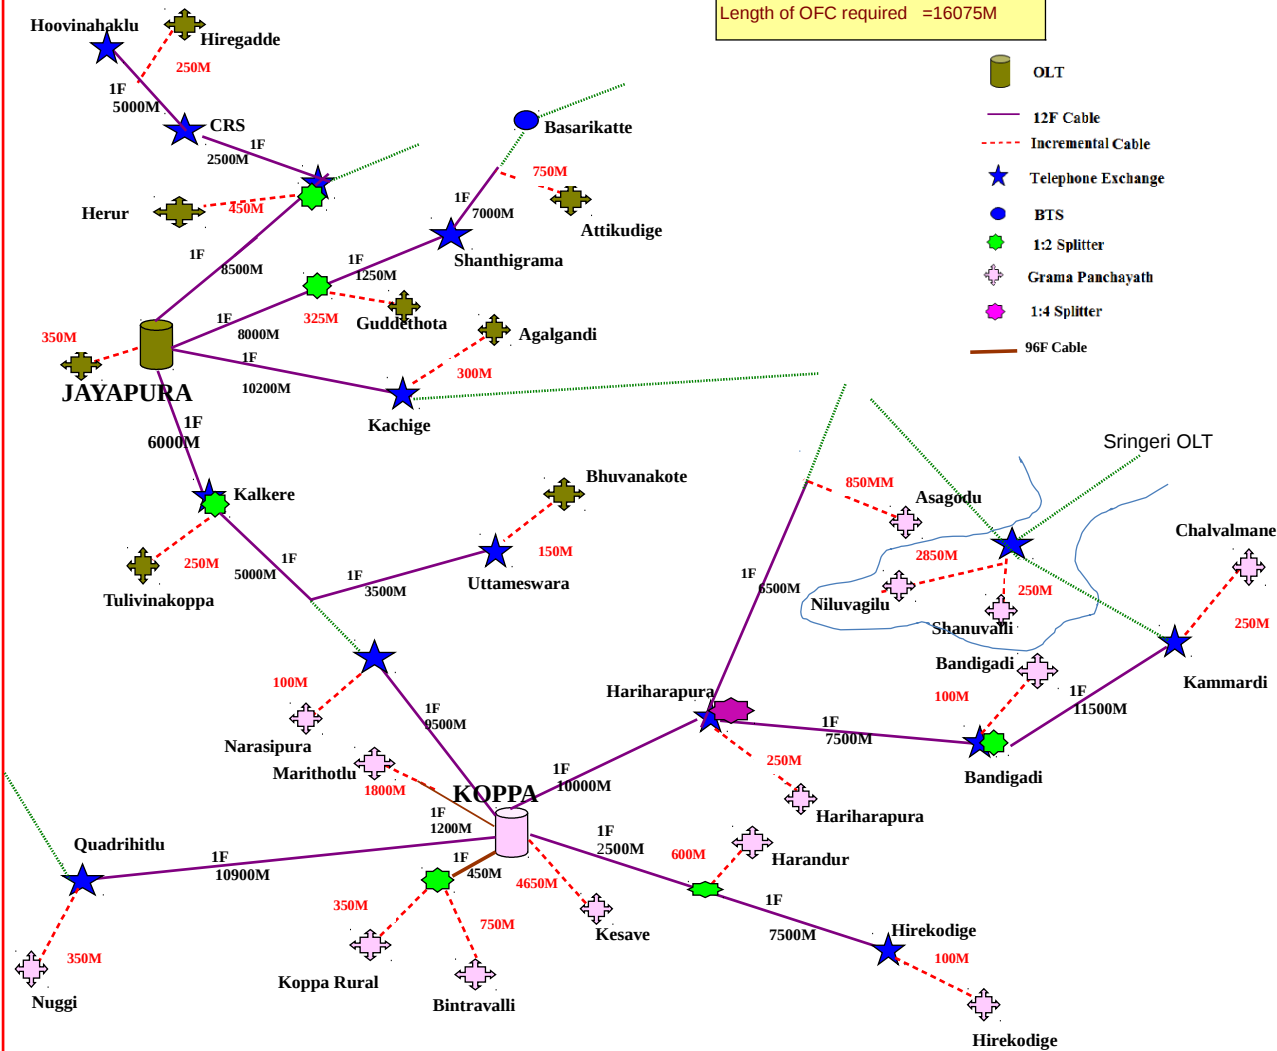 Length of OFC required =16075M
OLT
12F Cable
Incremental Cable
Telephone Exchange
BTS
1:2 Splitter
Grama Panchayath
1:4 Splitter
96F Cable
Hoovinahaklu
Hiregadde
250M
1F
5000M
CRS
1F
2500M
Herur
450M
1F
8500M
Basarikatte
750M
1F
7000M
Attikudige
Shanthigrama
1F
1250M
1F
8000M
325M
Guddethota
Agalgandi
350M
1F
10200M
300M
JAYAPURA
Kachige
1F
6000M
Kalkere
Bhuvanakote
250M
1F
5000M
150M
Tulivinakoppa
1F
3500M
Uttameswara
Sringeri OLT
850MM
Asagodu
Chalvalmane
2850M
1F
6500M
Niluvagilu
250M
Shanuvalli
250M
Bandigadi
100M
Kammardi
1F
11500M
Hariharapura
1F
7500M
Bandigadi
250M
Hariharapura
100M
Narasipura
1F
9500M
Marithotlu
1800M
KOPPA
1F
10000M
1F
1200M
1F
2500M
Quadrihitlu
1F
10900M
1F
450M
4650M
600M
Harandur
350M
750M
Kesave
1F
7500M
Hirekodige
100M
350M
Nuggi
Koppa Rural
Bintravalli
Hirekodige